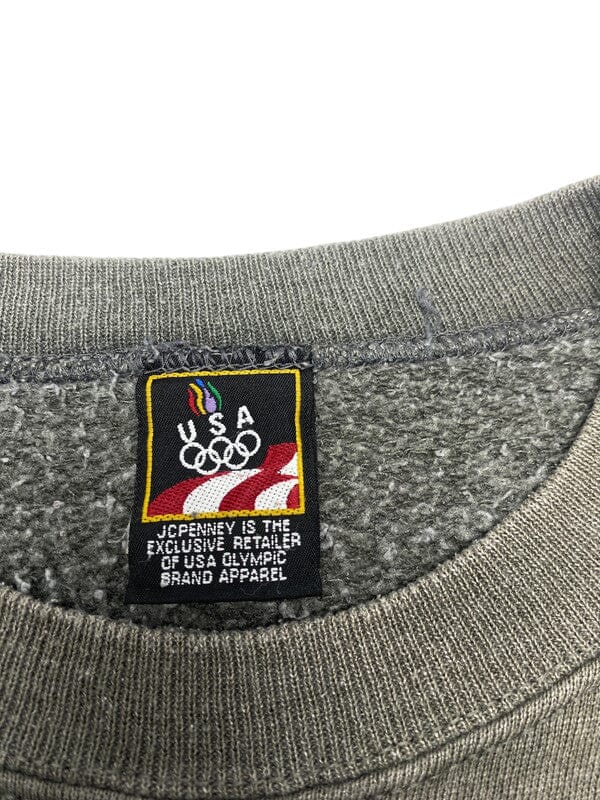 USA
JCPENNEY IS THE
EXCLUSIVE RETAILER
OF USA OLYMPIC
BRAND APPAREL